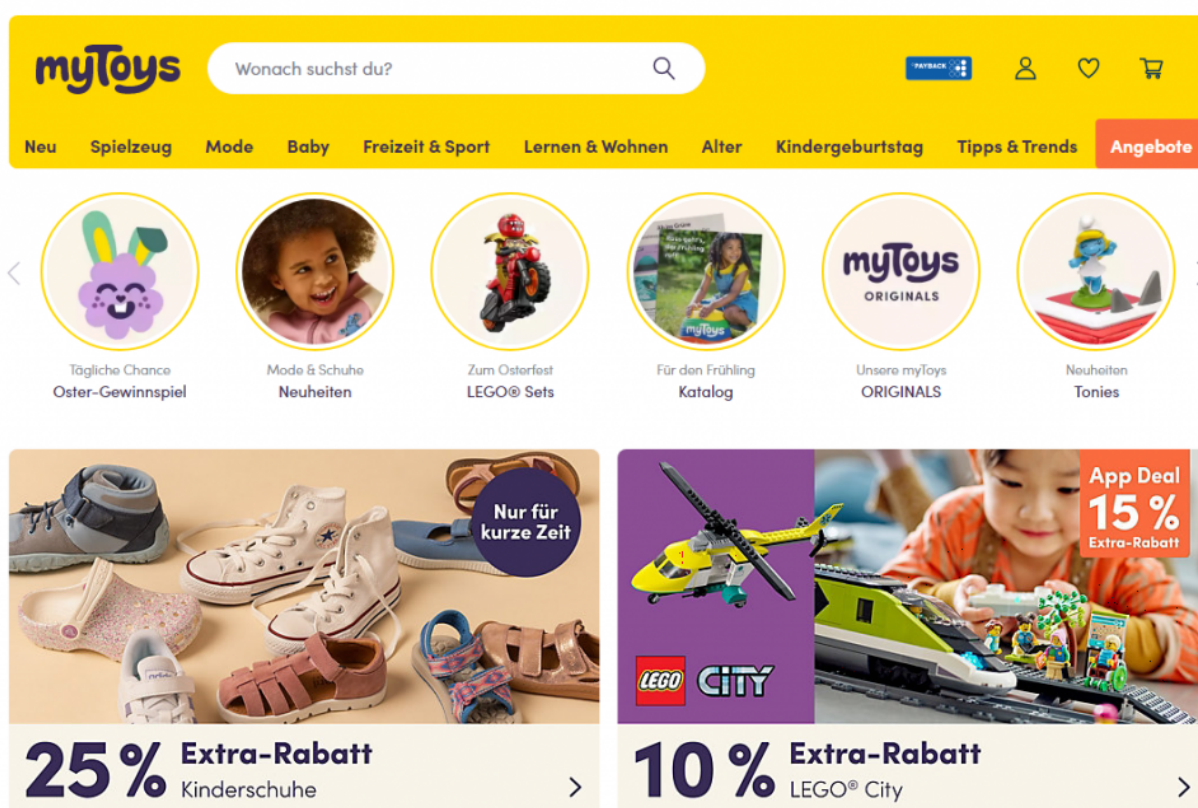 myToys
Wonach suchst du?
PAYBACK
Neu Spielzeug Mode Baby Freizeit & Sport Lernen & Wohnen Alter Kindergeburtstag Tipps & Trends Angebote
myToys
myToys
ORIGINALS
Tägliche Chance
Oster-Gewinnspiel
Mode & Schuhe
Neuheiten
Zum Osterfest
LEGO® Sets
Für den Frühling
Katalog
Unsere myToys
ORIGINALS
Neuheiten
Tonies
Nur für
kurze Zeit
25 % Extra-Rabatt
Kinderschuhe
App Deal
15 %
Extra-Rabatt
LEGO CITY
10 % Extra-Rabatt
LEGO® City